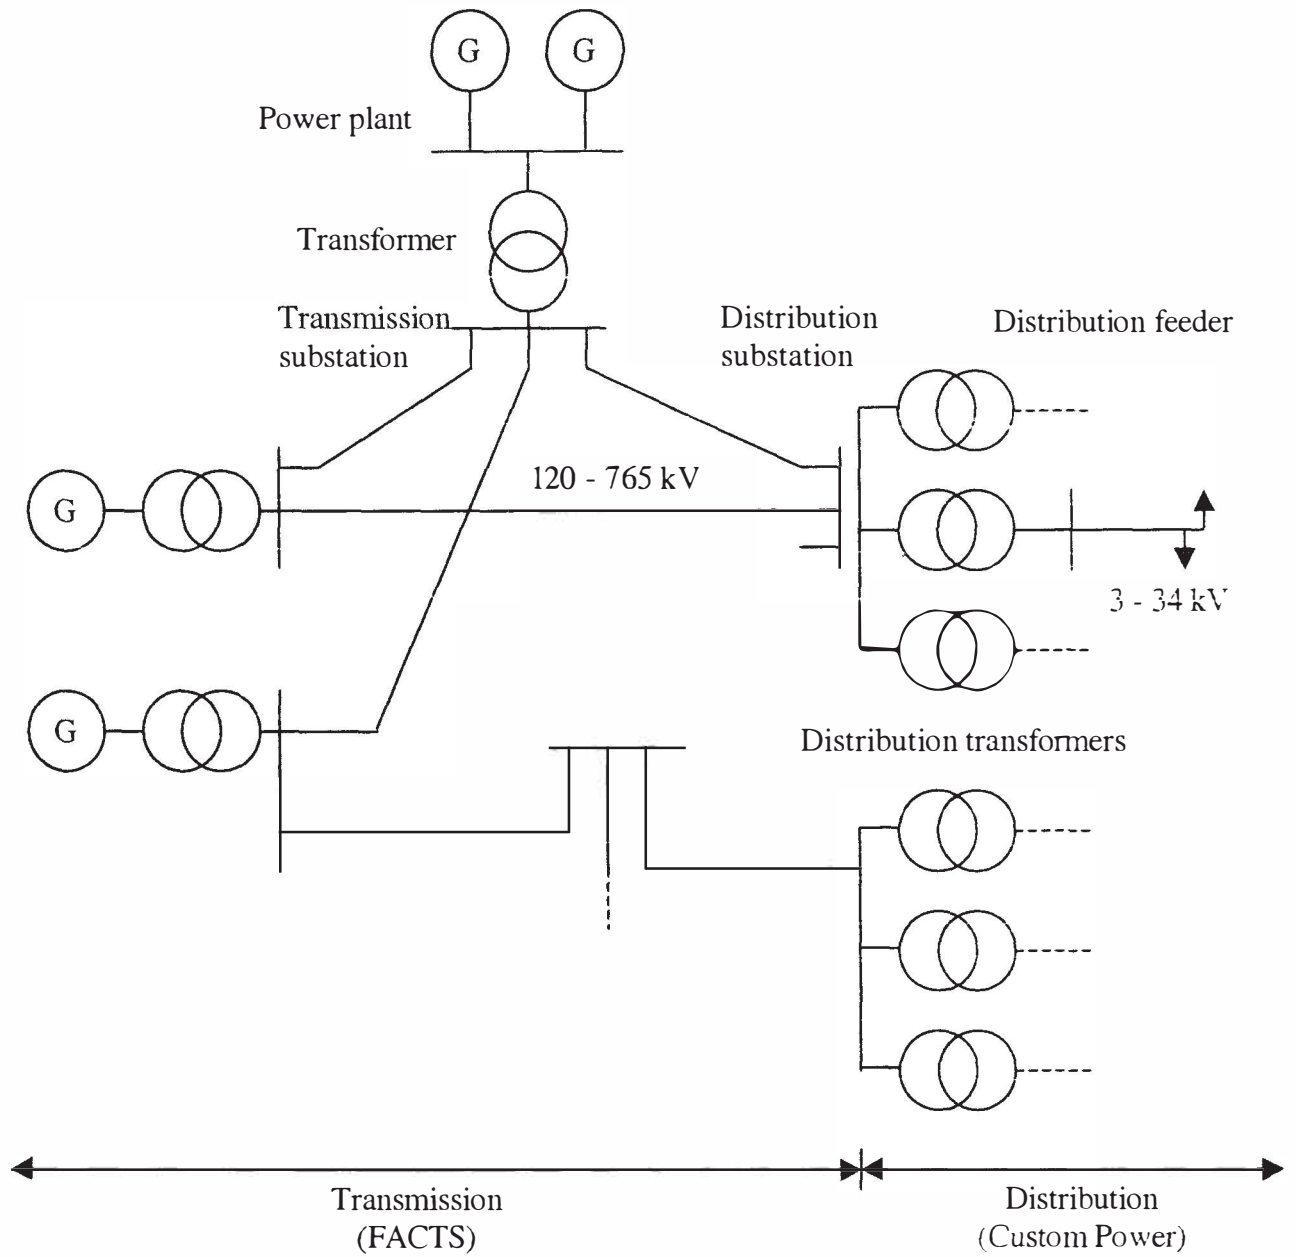 G
G
Power plant
Transformer
Transmission
substation
Distribution
substation
Distribution feeder
120 - 765 kV
G
3 - 34 kV
G
Distribution transformers
Transmission
(FACTS)
Distribution
(Custom Power)